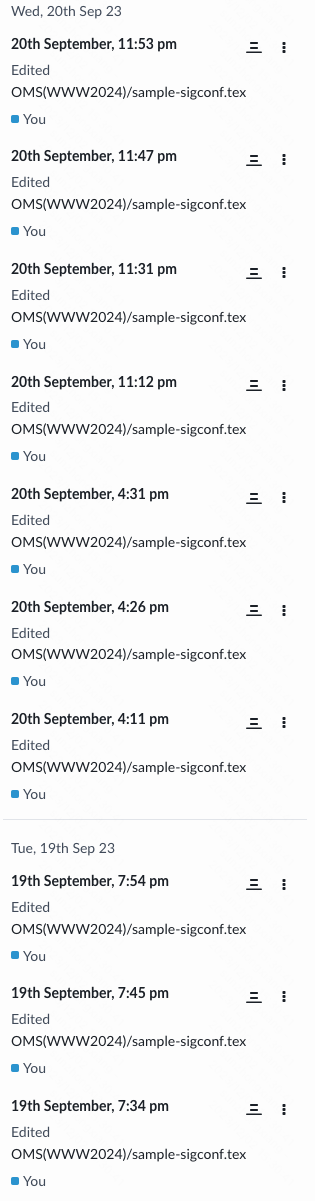 Wed, 20th Sep 23
20th September, 11:53 pm
Edited
OMS(WWW2024)/sample-sigconf.tex
You
20th September, 11:47 pm
Edited
OMS(WWW2024)/sample-sigconf.tex
You
20th September, 11:31 pm
Edited
OMS(WWW2024)/sample-sigconf.tex
You
20th September, 11:12 pm
Edited
OMS(WWW2024)/sample-sigconf.tex
You
20th September, 4:31 pm
Edited
OMS(WWW2024)/sample-sigconf.tex
You
20th September, 4:26 pm
Edited
OMS(WWW2024)/sample-sigconf.tex
You
20th September, 4:11 pm
Edited
OMS(WWW2024)/sample-sigconf.tex
You
Tue, 19th Sep 23
19th September, 7:54 pm
Edited
OMS(WWW2024)/sample-sigconf.tex
You
19th September, 7:45 pm
Edited
OMS(WWW2024)/sample-sigconf.tex
You
19th September, 7:34 pm
Edited
OMS(WWW2024)/sample-sigconf.tex
You